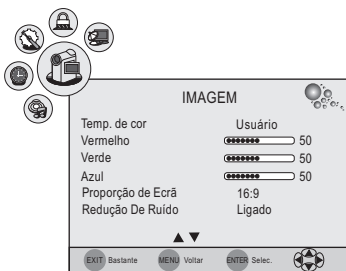 IMAGEM
Temp. de cor Usuário
Vermelho 50
Verde 50
Azul 50
Proporção de Ecrã 16:9
Redução De Ruído Ligado
EXIT Bastante MENU Voltar ENTER Selec.